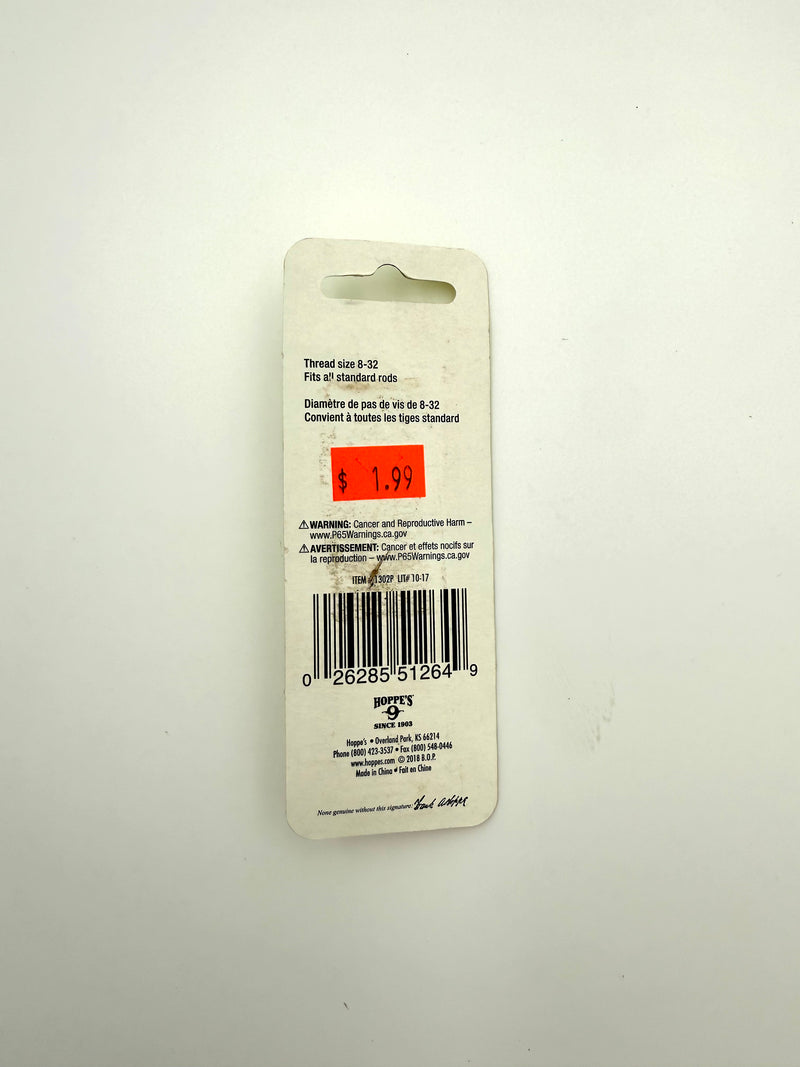 Thread size 8-32
Fits all standard rods
Diamètre de pas de vis de 8-32
Convient à toutes les tiges standard
$ 1.99
⚠ WARNING: Cancer and Reproductive Harm –
www.P65Warnings.ca.gov
⚠ AVERTISSEMENT: Cancer et effets nocifs sur
la reproduction – www.P65Warnings.ca.gov
ITEM # 1302P LIT# 10-17
0 26285 51264 9
HOPPE'S
9
SINCE 1903
Hoppe's • Overland Park, KS 66214
Phone (800) 423-3537 • Fax (800) 548-0446
www.hoppes.com © 2018 B.O.P.
Made in China • Fait en Chine
None genuine without this signature: